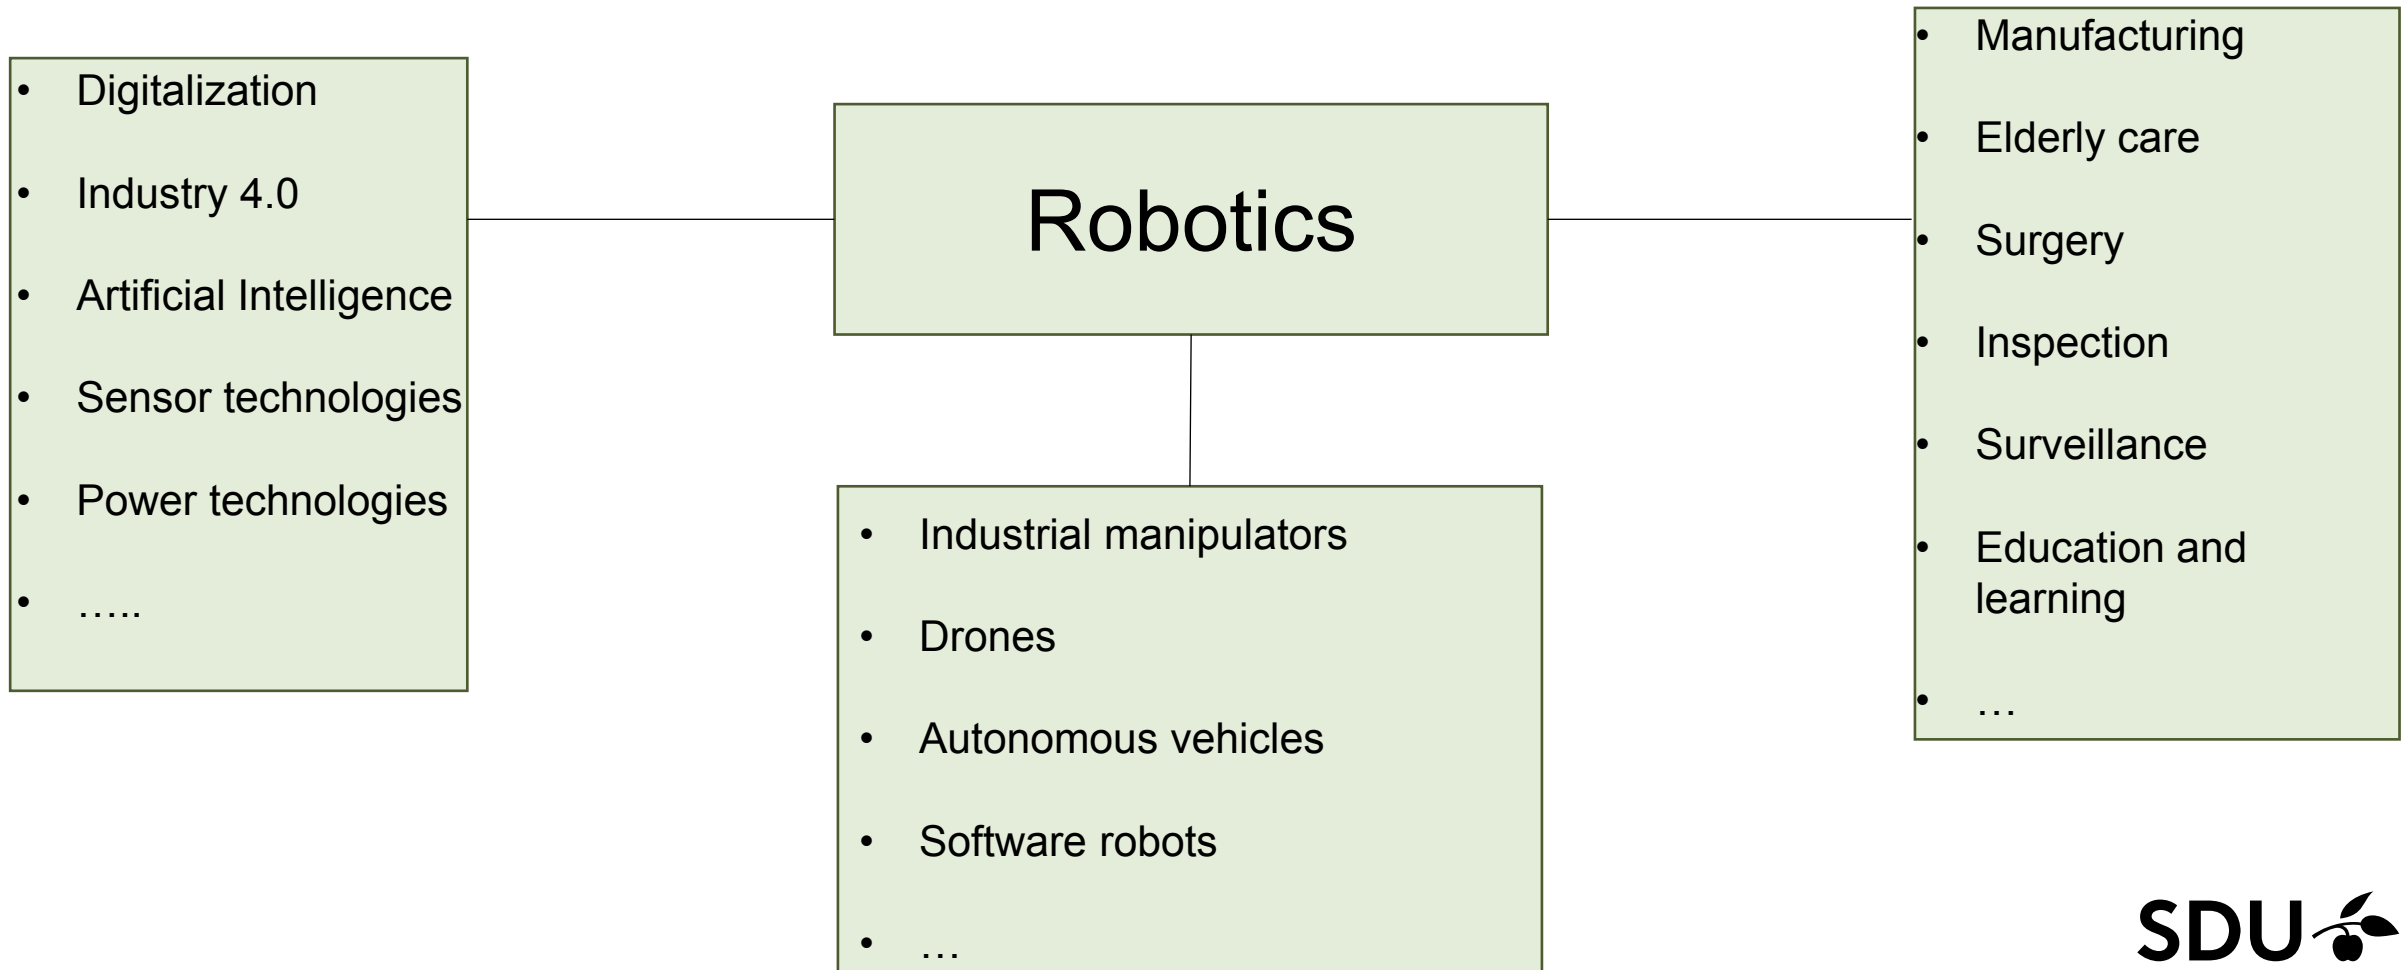 • Digitalization
• Industry 4.0
• Artificial Intelligence
• Sensor technologies
• Power technologies
• …..
Robotics
• Industrial manipulators
• Drones
• Autonomous vehicles
• Software robots
• …
• Manufacturing
• Elderly care
• Surgery
• Inspection
• Surveillance
• Education and
learning
• …
SDU